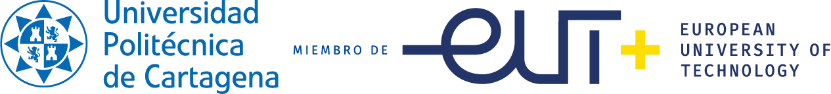 Universidad
Politécnica
de Cartagena
MIEMBRO DE
eut+
EUROPEAN
UNIVERSITY OF
TECHNOLOGY